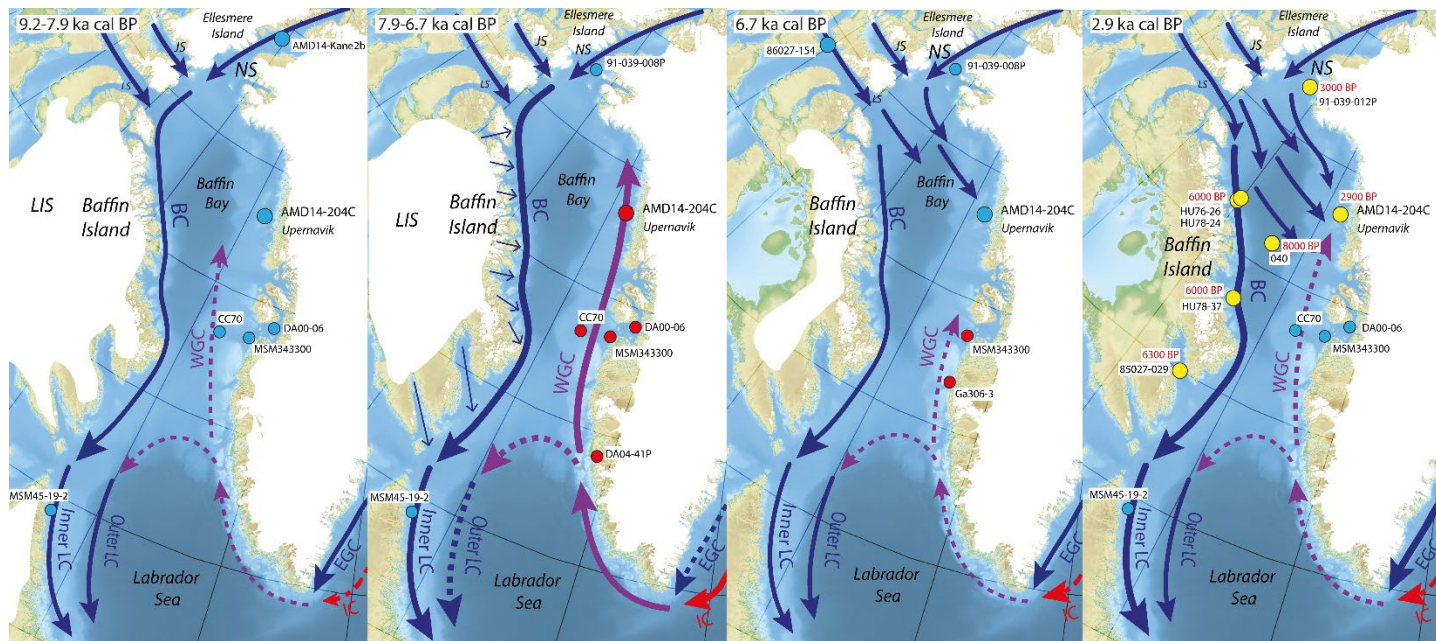 9.2-7.9 ka cal BP
Ellesmere
Island
JS
AMD14-Kane2b
NS
LS
LIS
Baffin
Island
Baffin
Bay
BC
AMD14-204C
Upernavik
CC70
DA00-06
MSM343300
WGC
MSM45-19-2
Inner LC
Outer LC
Labrador
Sea
EGC
IC
7.9-6.7 ka cal BP
Ellesmere
Island
JS
NS
91-039-008P
LS
LIS
Baffin
Island
Baffin
Bay
BC
AMD14-204C
Upernavik
CC70
DA00-06
MSM343300
WGC
DA04-41P
MSM45-19-2
Inner LC
Outer LC
Labrador
Sea
EGC
IC
6.7 ka cal BP
Ellesmere
Island
86027-154
JS
NS
91-039-008P
LS
Baffin
Island
Baffin
Bay
BC
AMD14-204C
Upernavik
WGC
MSM343300
Ga306-3
Inner LC
Outer LC
Labrador
Sea
EGC
IC
2.9 ka cal BP
Ellesmere
Island
JS
NS
3000 BP
91-039-012P
LS
Baffin
Bay
6000 BP
HU76-26
HU78-24
2900 BP
AMD14-204C
Upernavik
Baffin
Island
8000 BP
040
BC
6000 BP
HU78-37
CC70
DA00-06
MSM343300
6300 BP
85027-029
WGC
MSM45-19-2
Inner LC
Outer LC
Labrador
Sea
EGC
IC